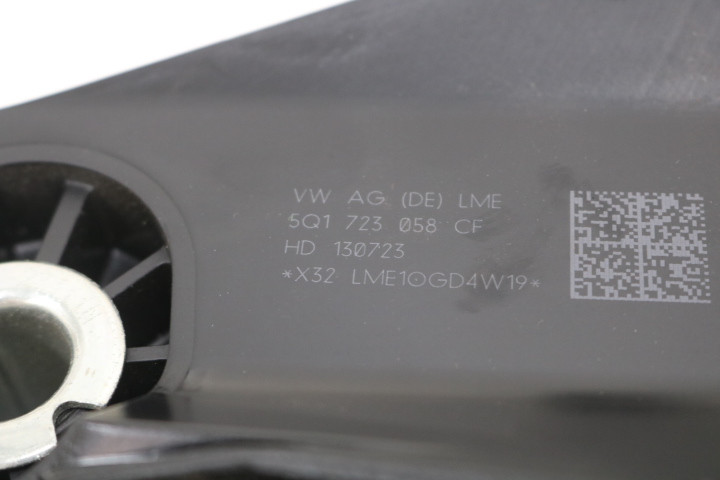 VW AG (DE) LME
5Q1 723 058 CF
HD 130723
*X32 LME10GD4W19*